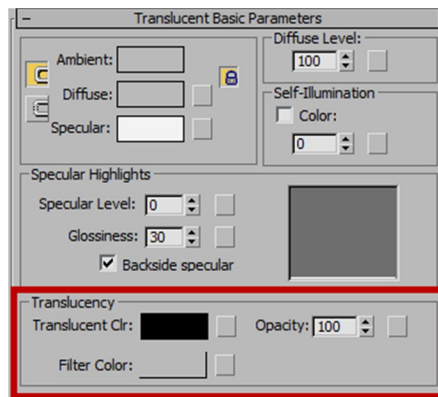 − Translucent Basic Parameters
Ambient:
Diffuse:
Specular:
Diffuse Level:
100
Self-Illumination
Color:
0
Specular Highlights
Specular Level: 0
Glossiness: 30
Backside specular
Translucency
Translucent Clr: Opacity: 100
Filter Color: